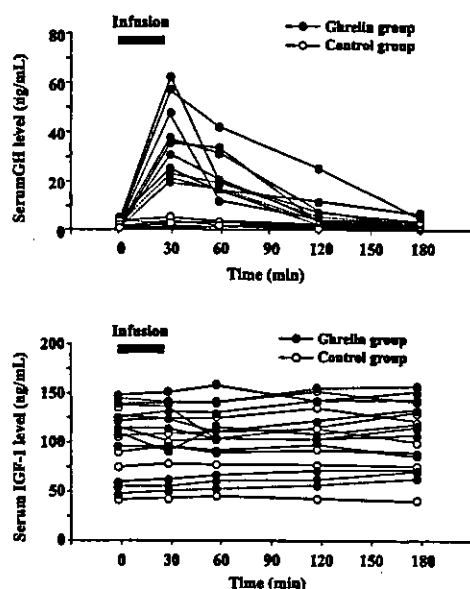 Infusion
Ghrelin group
Control group
80
60
40
20
0
SerumGH level (ng/mL)
0 30 60 90 120 150 180
Time (min)
Infusion
Ghrelin group
Control group
200
150
100
50
0
Serum IGF-1 level (ng/mL)
0 30 60 90 120 150 180
Time (min)